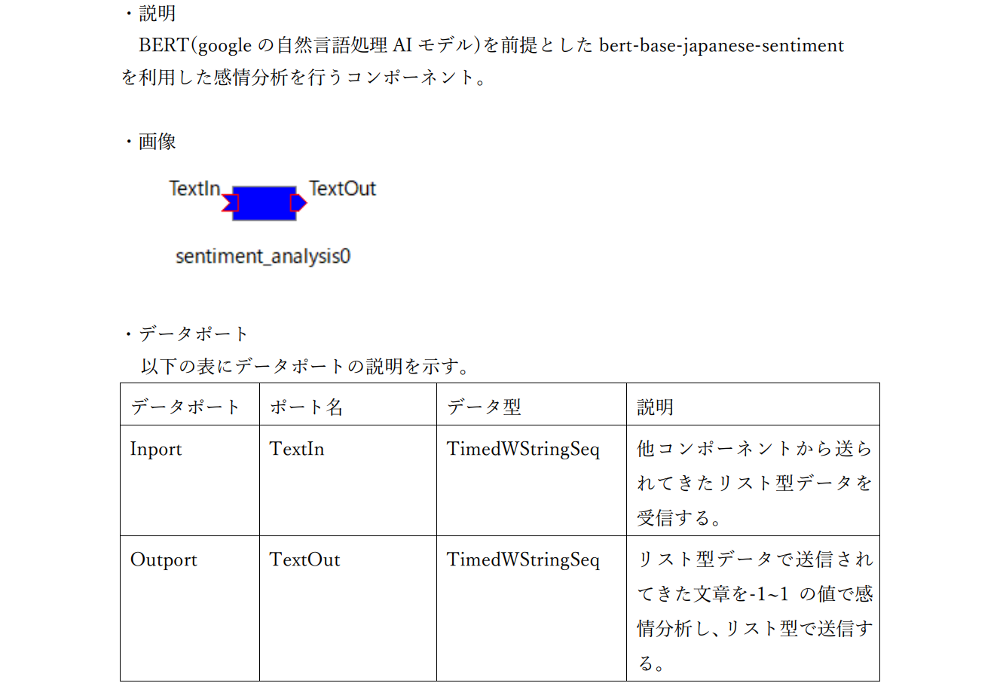 ・説明
BERT(google の自然言語処理 AI モデル)を前提とした bert-base-japanese-sentiment
を利用した感情分析を行うコンポーネント。
・画像
TextIn
TextOut
sentiment_analysis0
・データポート
以下の表にデータポートの説明を示す。
データポート ポート名 データ型 説明
Inport TextIn TimedWStringSeq 他コンポーネントから送ら
れてきたリスト型データを
受信する。
Outport TextOut TimedWStringSeq リスト型データで送信され
てきた文章を-1~1 の値で感
情分析し、リスト型で送信す
る。